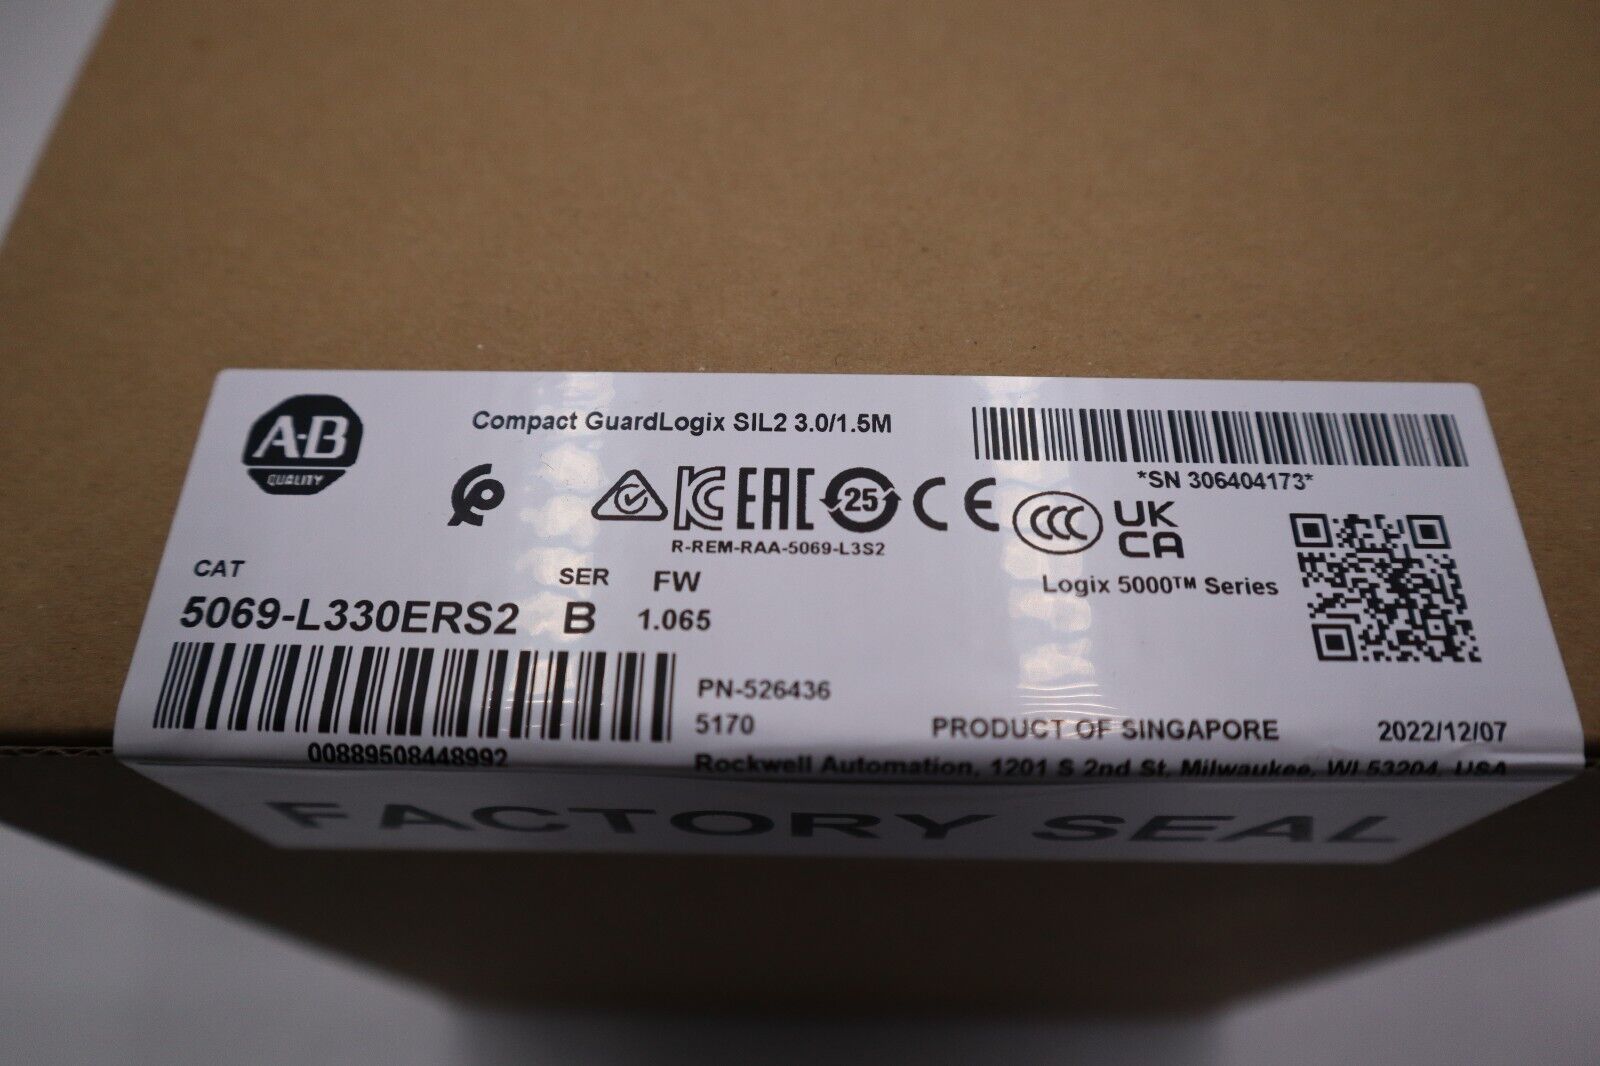 A-B
QUALITY
Compact GuardLogix SIL2 3.0/1.5M
*SN 306404173*
EAC 25 CE CCC UK CA
R-REM-RAA-5069-L3S2
Logix 5000™ Series
CAT SER FW
5069-L330ERS2 B 1.065
00889508448992
PN-526436
5170
PRODUCT OF SINGAPORE 2022/12/07
Rockwell Automation, 1201 S 2nd St, Milwaukee, WI 53204, USA
FACTORY SEAL